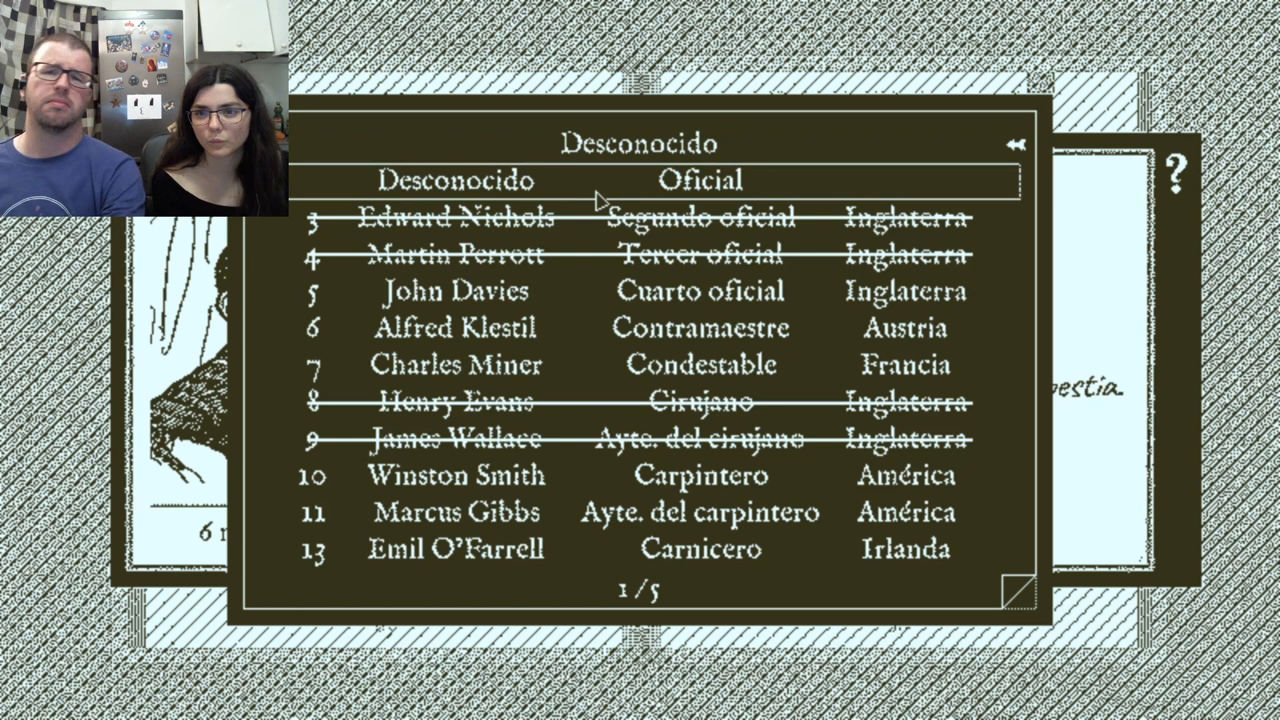 Desconocido
?
Desconocido Oficial
3 Edward Nichols Segundo oficial Inglaterra
4 Martin Perrott Tercer oficial Inglaterra
5 John Davies Cuarto oficial Inglaterra
6 Alfred Klestil Contramaestre Austria
7 Charles Miner Condestable Francia
bestia
8 Henry Evans Cirujano Inglaterra
9 James Wallace Ayte. del cirujano Inglaterra
10 Winston Smith Carpintero América
11 Marcus Gibbs Ayte. del carpintero América
6
13 Emil O'Farrell Carnicero Irlanda
1/5